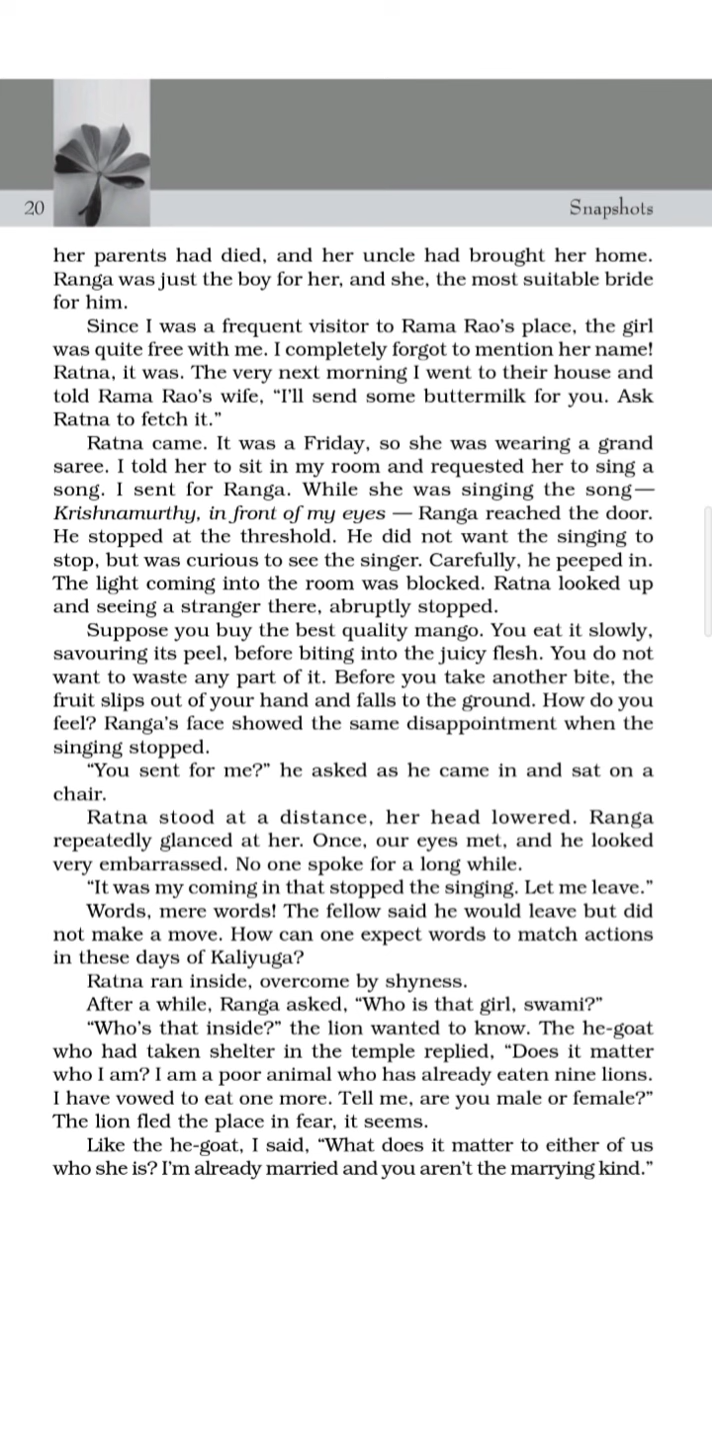 20
Snapshots
her parents had died, and her uncle had brought her home.
Ranga was just the boy for her, and she, the most suitable bride
for him.
Since I was a frequent visitor to Rama Rao's place, the girl
was quite free with me. I completely forgot to mention her name!
Ratna, it was. The very next morning I went to their house and
told Rama Rao's wife, “I'll send some buttermilk for you. Ask
Ratna to fetch it.”
Ratna came. It was a Friday, so she was wearing a grand
saree. I told her to sit in my room and requested her to sing a
song. I sent for Ranga. While she was singing the song—
Krishnamurthy, in front of my eyes — Ranga reached the door.
He stopped at the threshold. He did not want the singing to
stop, but was curious to see the singer. Carefully, he peeped in.
The light coming into the room was blocked. Ratna looked up
and seeing a stranger there, abruptly stopped.
Suppose you buy the best quality mango. You eat it slowly,
savouring its peel, before biting into the juicy flesh. You do not
want to waste any part of it. Before you take another bite, the
fruit slips out of your hand and falls to the ground. How do you
feel? Ranga's face showed the same disappointment when the
singing stopped.
“You sent for me?” he asked as he came in and sat on a
chair.
Ratna stood at a distance, her head lowered. Ranga
repeatedly glanced at her. Once, our eyes met, and he looked
very embarrassed. No one spoke for a long while.
“It was my coming in that stopped the singing. Let me leave.”
Words, mere words! The fellow said he would leave but did
not make a move. How can one expect words to match actions
in these days of Kaliyuga?
Ratna ran inside, overcome by shyness.
After a while, Ranga asked, “Who is that girl, swami?”
“Who's that inside?” the lion wanted to know. The he-goat
who had taken shelter in the temple replied, “Does it matter
who I am? I am a poor animal who has already eaten nine lions.
I have vowed to eat one more. Tell me, are you male or female?”
The lion fled the place in fear, it seems.
Like the he-goat, I said, “What does it matter to either of us
who she is? I'm already married and you aren't the marrying kind.”